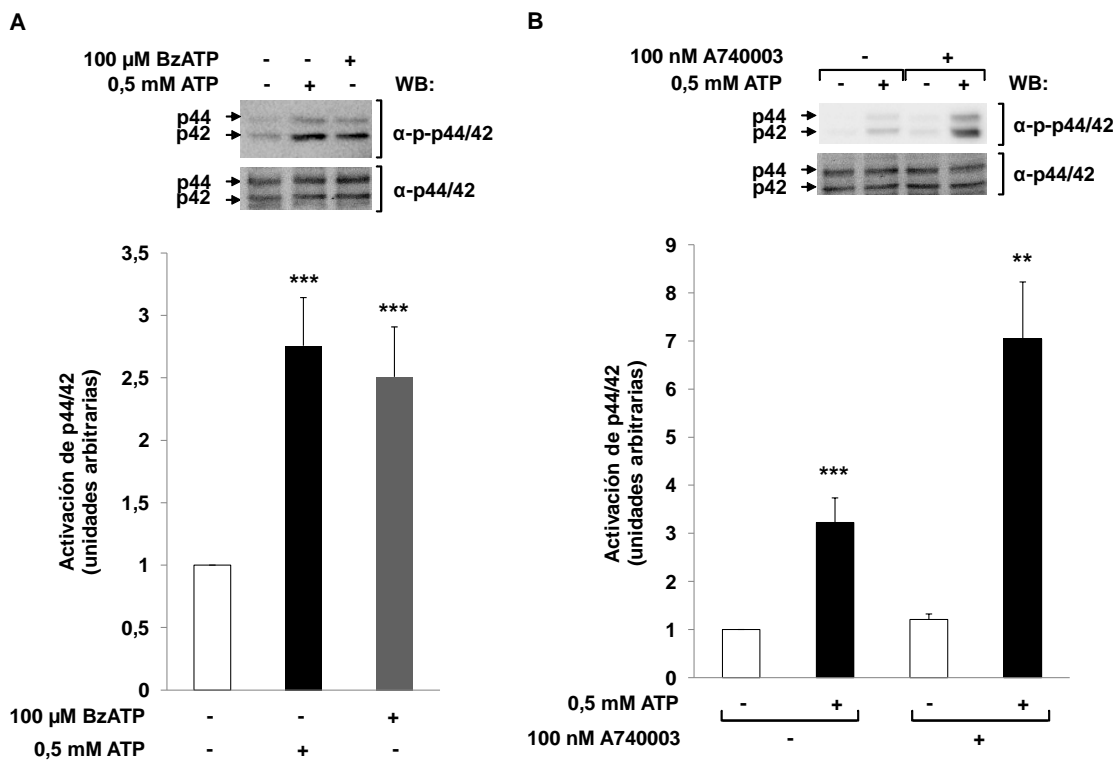 A
100 µM BzATP - - +
0,5 mM ATP - + - WB:
p44
p42
α-p-p44/42
p44
p42
α-p44/42
3,5
3
2,5
2
1,5
1
0,5
0
Activación de p44/42
(unidades arbitrarias)
***
***
100 µM BzATP - - +
0,5 mM ATP - + -
B
100 nM A740003 - +
0,5 mM ATP - + - + WB:
p44
p42
α-p-p44/42
p44
p42
α-p44/42
9
8
7
6
5
4
3
2
1
0
Activación de p44/42
(unidades arbitrarias)
***
**
0,5 mM ATP - + - +
100 nM A740003 - +